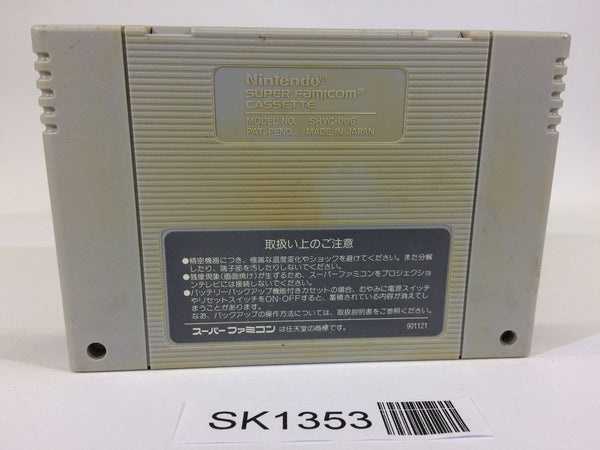 Nintendo®
SUPER Famicom®
CASSETTE
MODEL NO. SHVC-006
PAT. PEND. MADE IN JAPAN
取扱い上のご注意
●精密機器につき、極端な温度変化やショックを避けてください。また分解
したり、端子部を汚したりしないでください。
●残像現象(画面焼け)が生ずるため、スーパーファミコンをプロジェクショ
ンテレビには接続しないでください。
●バッテリーバックアップ機能付きカセットの場合、むやみに電源スイッチ
やリセットスイッチをON・OFFすると、蓄積されている内容が消えてし
まうことがあります。
なお、バックアップの操作方法については、取扱説明書をご参照ください。
スーパーファミコン は任天堂の商標です。 901121
SK1353